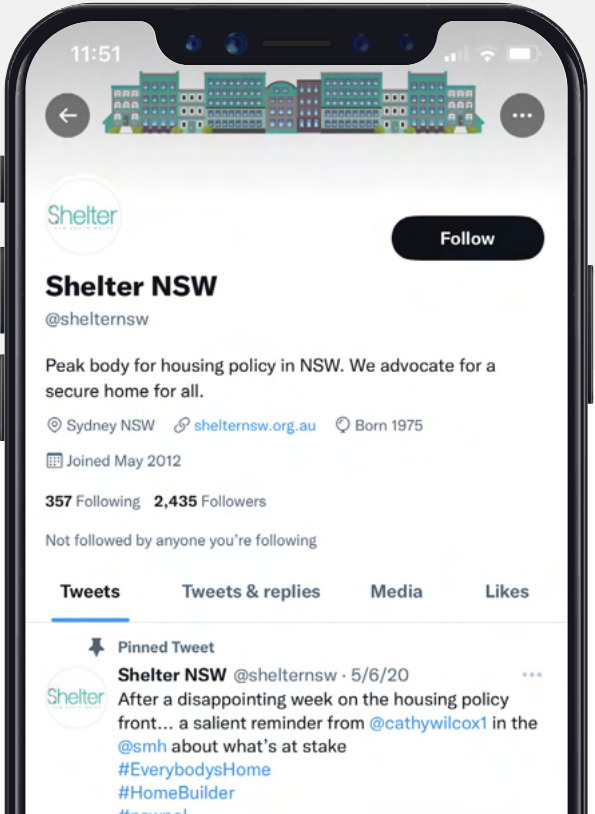 11:51
Shelter
Follow
Shelter NSW
@shelternsw
Peak body for housing policy in NSW. We advocate for a
secure home for all.
Sydney NSW shelternsw.org.au Born 1975
Joined May 2012
357 Following 2,435 Followers
Not followed by anyone you're following
Tweets Tweets & replies Media Likes
Pinned Tweet
Shelter NSW @shelternsw · 5/6/20
Shelter
After a disappointing week on the housing policy
front... a salient reminder from @cathywilcox1 in the
@smh about what's at stake
#EverybodysHome
#HomeBuilder